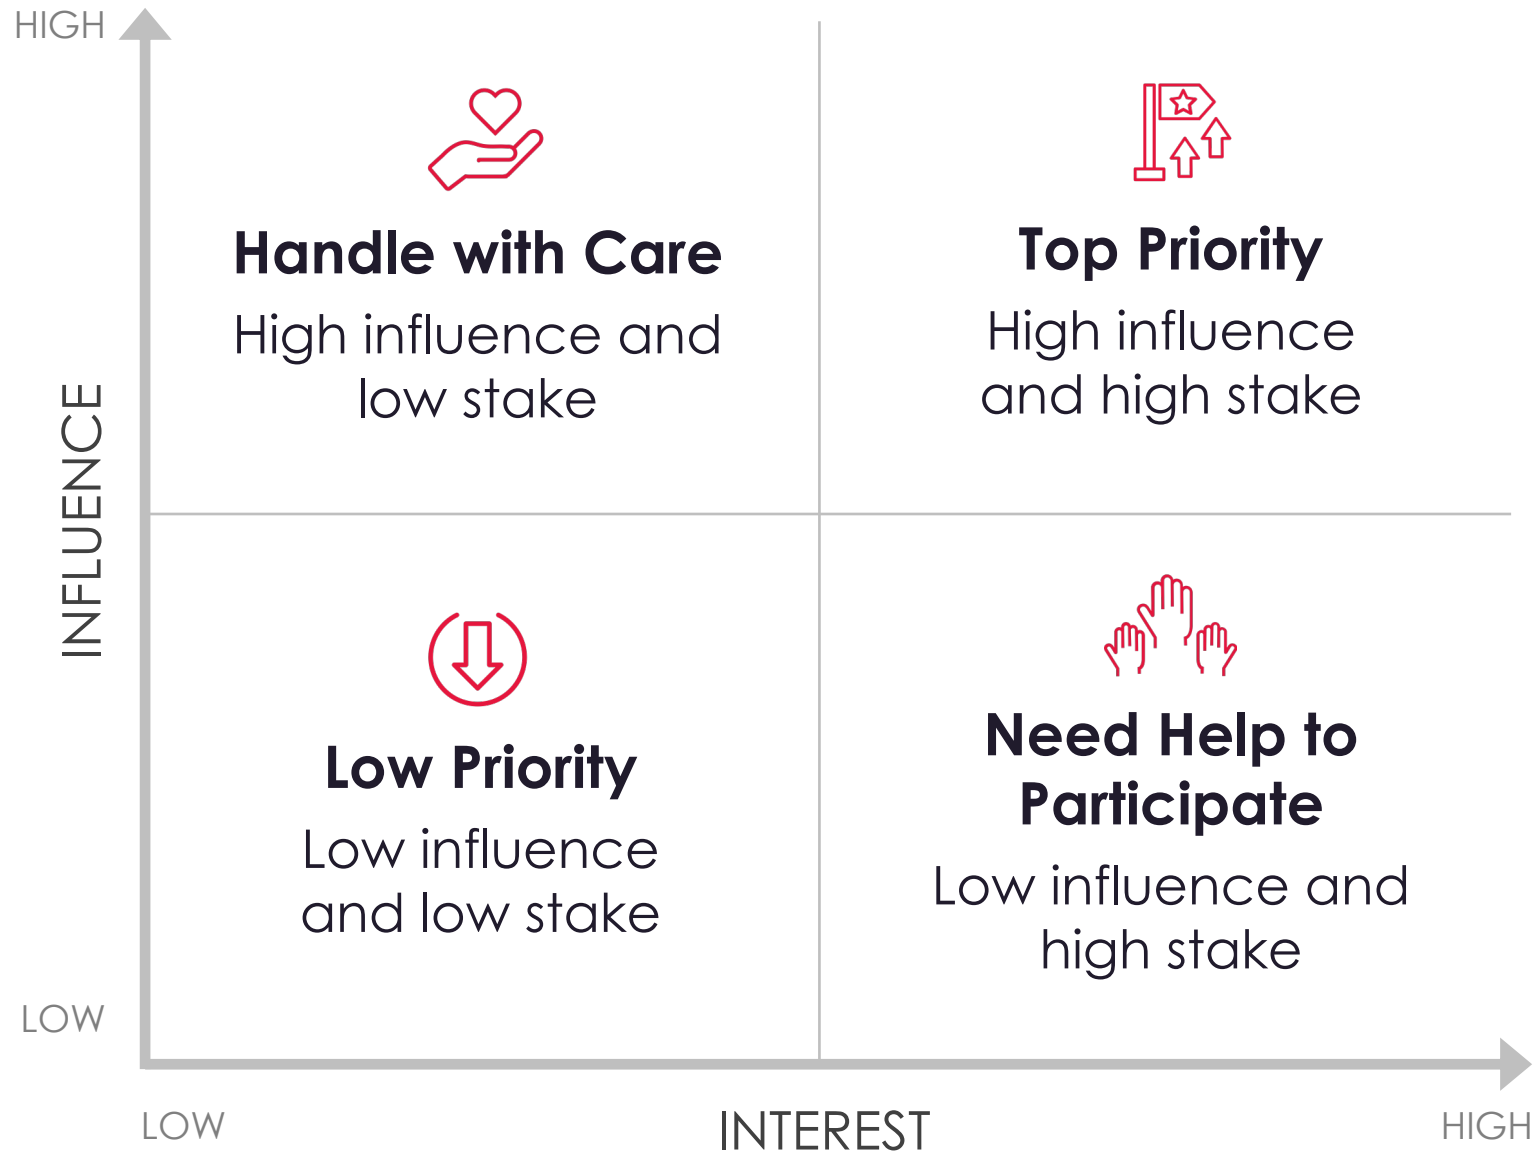 HIGH
Handle with Care
High influence and
low stake
Top Priority
High influence
and high stake
INFLUENCE
Low Priority
Low influence
and low stake
Need Help to
Participate
Low influence and
high stake
LOW
LOW
INTEREST
HIGH